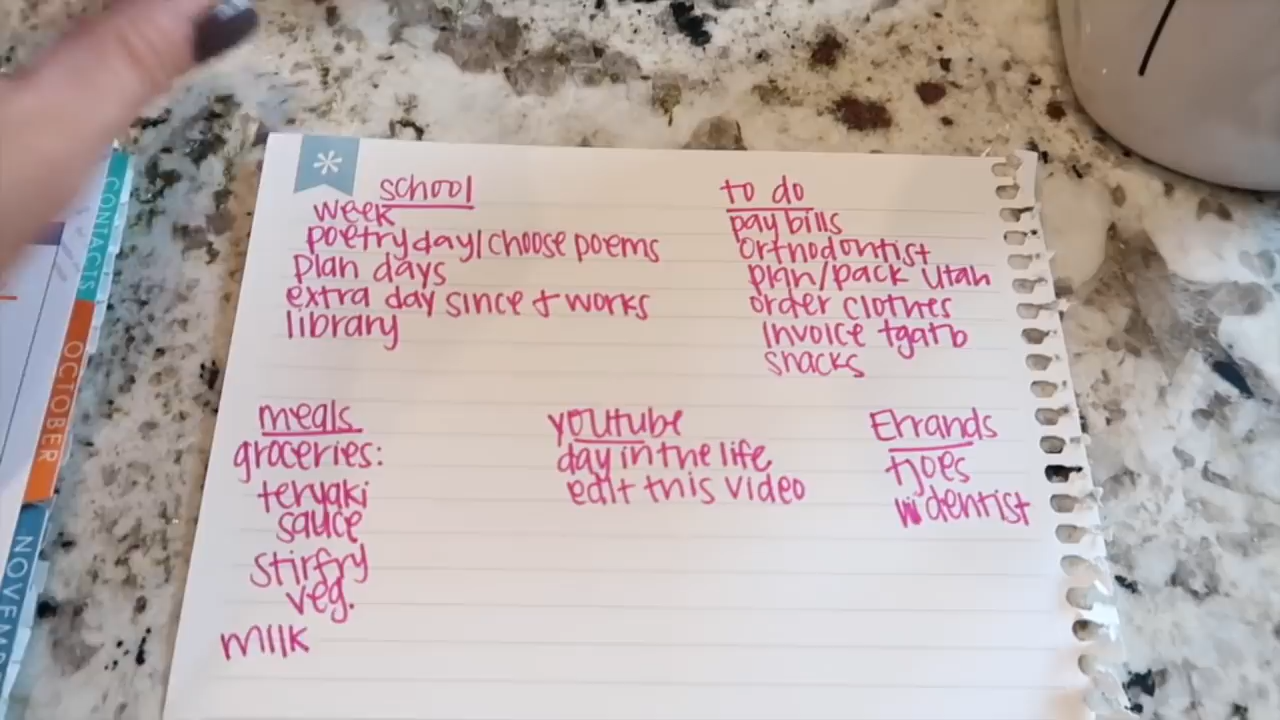 CONTACTS
OCTOBER
NOVEMB
*
school
week
poetry day/choose poems
plan days
extra day since t works
library
to do
pay bills
orthodontist
plan/pack utah
order clothes
invoice tgatb
snacks
meals
groceries:
teryaki
sauce
stirfry
veg.
milk
youtube
day in the life
edit this video
Errands
tjoes
dentist